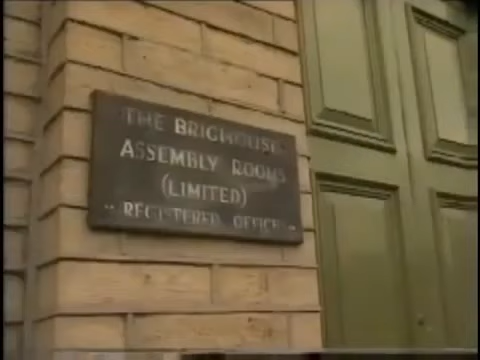 THE BRIGHOUSE
ASSEMBLY ROOMS
(LIMITED)
REGISTERED OFFICE